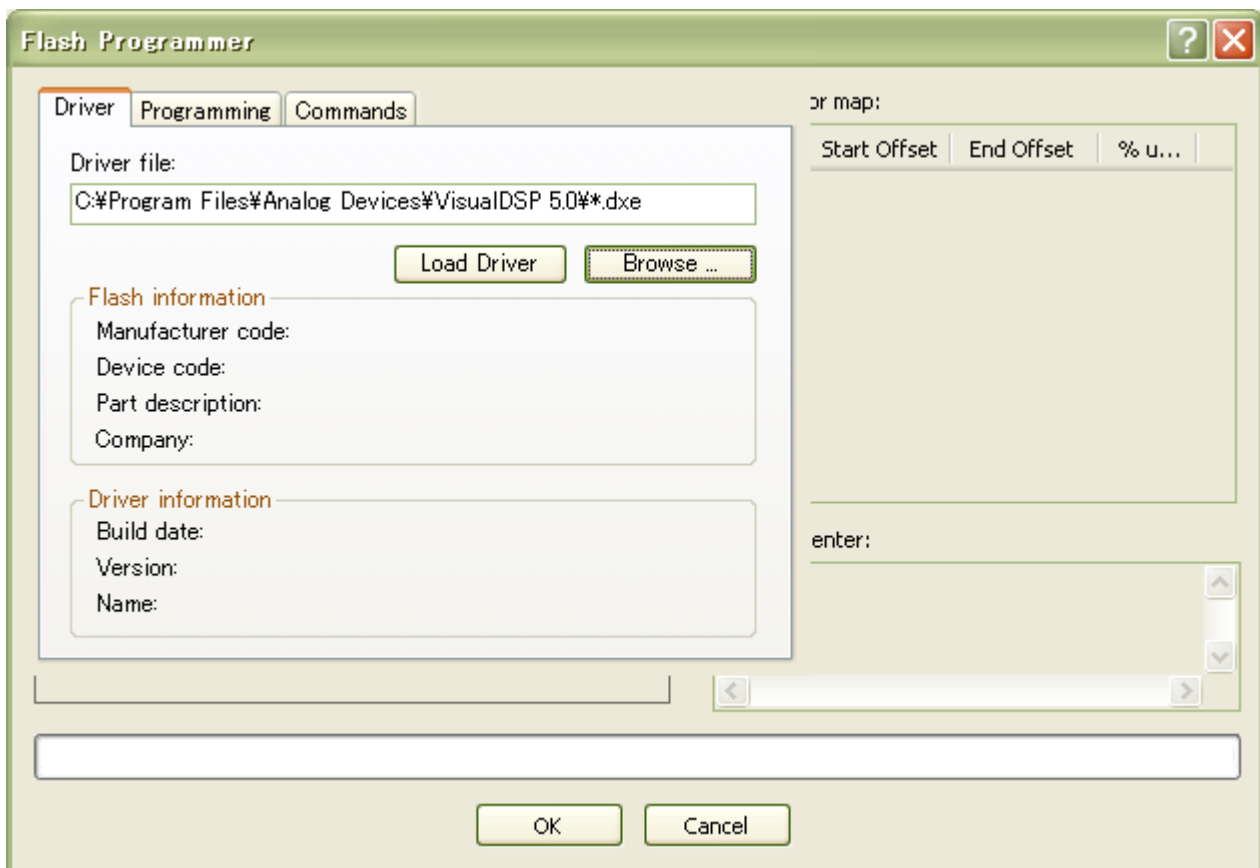 Flash Programmer
Driver Programming Commands
Driver file:
C:¥Program Files¥Analog Devices¥VisualDSP 5.0¥*.dxe
Load Driver Browse ...
Flash information
Manufacturer code:
Device code:
Part description:
Company:
Driver information
Build date:
Version:
Name:
or map:
Start Offset End Offset % u...
enter:
OK Cancel